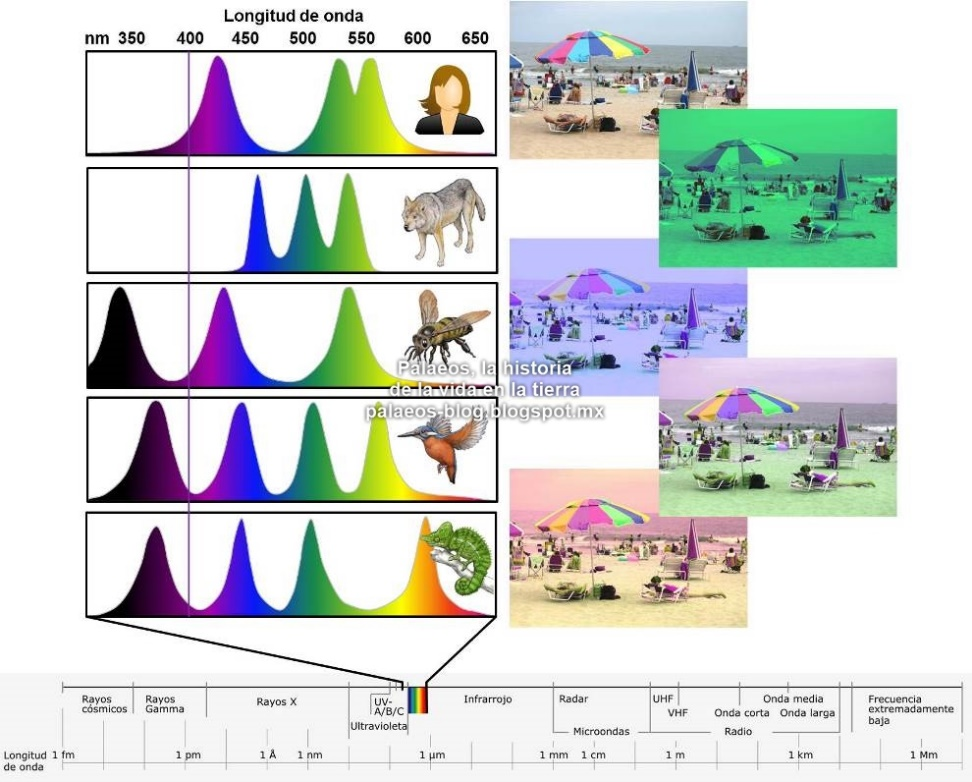 Longitud de onda
nm 350 400 450 500 550 600 650
Palaeos, la historia
de la vida en la tierra
palaeos-blog.blogspot.mx
Rayos
cósmicos
Rayos
Gamma
Rayos X
UV-
A/B/C
Ultravioleta
Infrarrojo
Radar
Microondas
UHF
VHF
Onda corta
Onda media
Onda larga
Radio
Frecuencia
extremadamente
baja
Longitud
de onda
1 fm 1 pm 1 Å 1 nm 1 µm 1 mm 1 cm 1 m 1 km 1 Mm